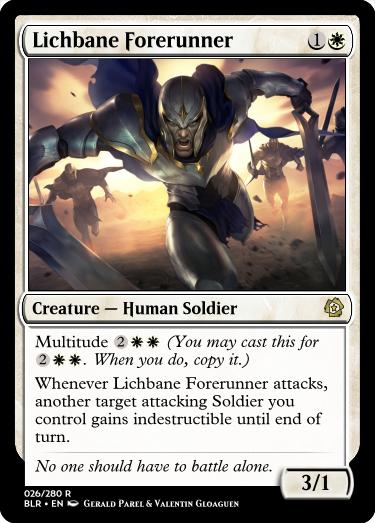 Lichbane Forerunner 1
Creature — Human Soldier
Multitude 2 (You may cast this for
2. When you do, copy it.)
Whenever Lichbane Forerunner attacks,
another target attacking Soldier you
control gains indestructible until end of
turn.
No one should have to battle alone.
3/1
026/280 R
BLR • EN Gerald Parel & Valentin Gloaguen